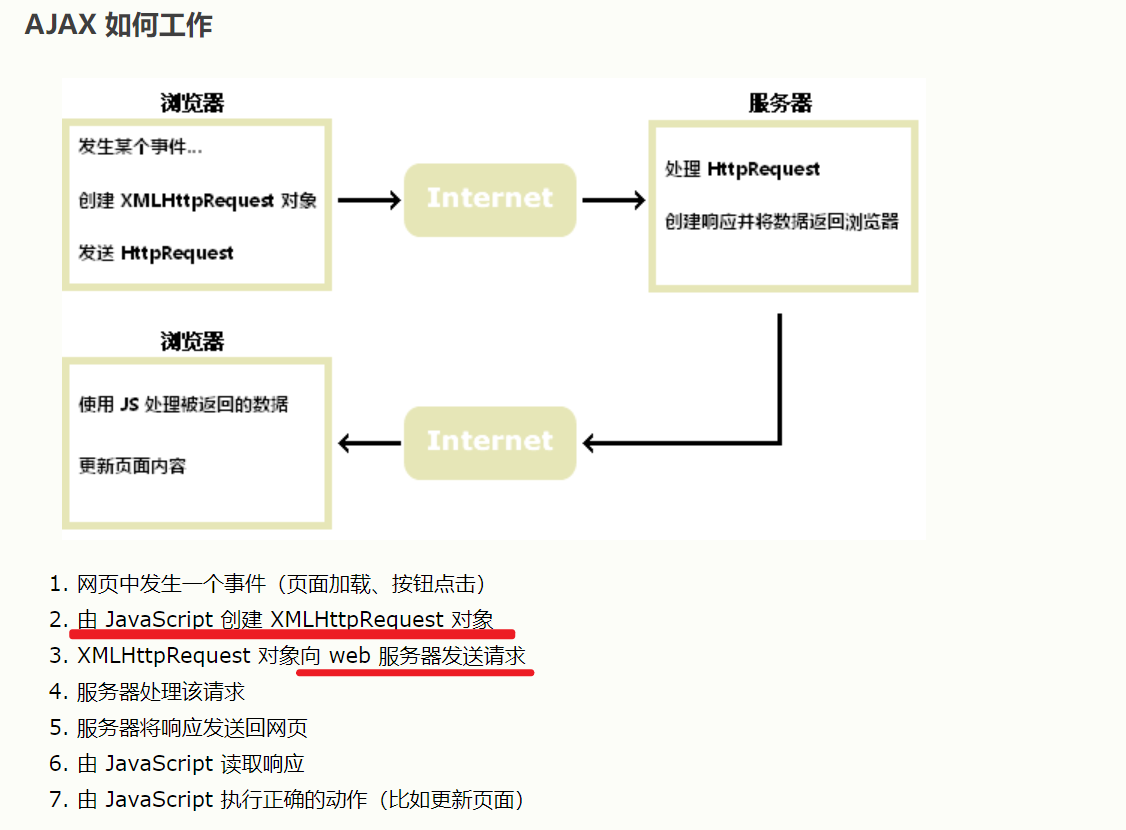 AJAX 如何工作
浏览器
发生某个事件...
创建 XMLHttpRequest 对象
发送 HttpRequest
Internet
服务器
处理 HttpRequest
创建响应并将数据返回浏览器
浏览器
使用 JS 处理被返回的数据
更新页面内容
Internet
1. 网页中发生一个事件（页面加载、按钮点击）
2. 由 JavaScript 创建 XMLHttpRequest 对象
3. XMLHttpRequest 对象向 web 服务器发送请求
4. 服务器处理该请求
5. 服务器将响应发送回网页
6. 由 JavaScript 读取响应
7. 由 JavaScript 执行正确的动作（比如更新页面）